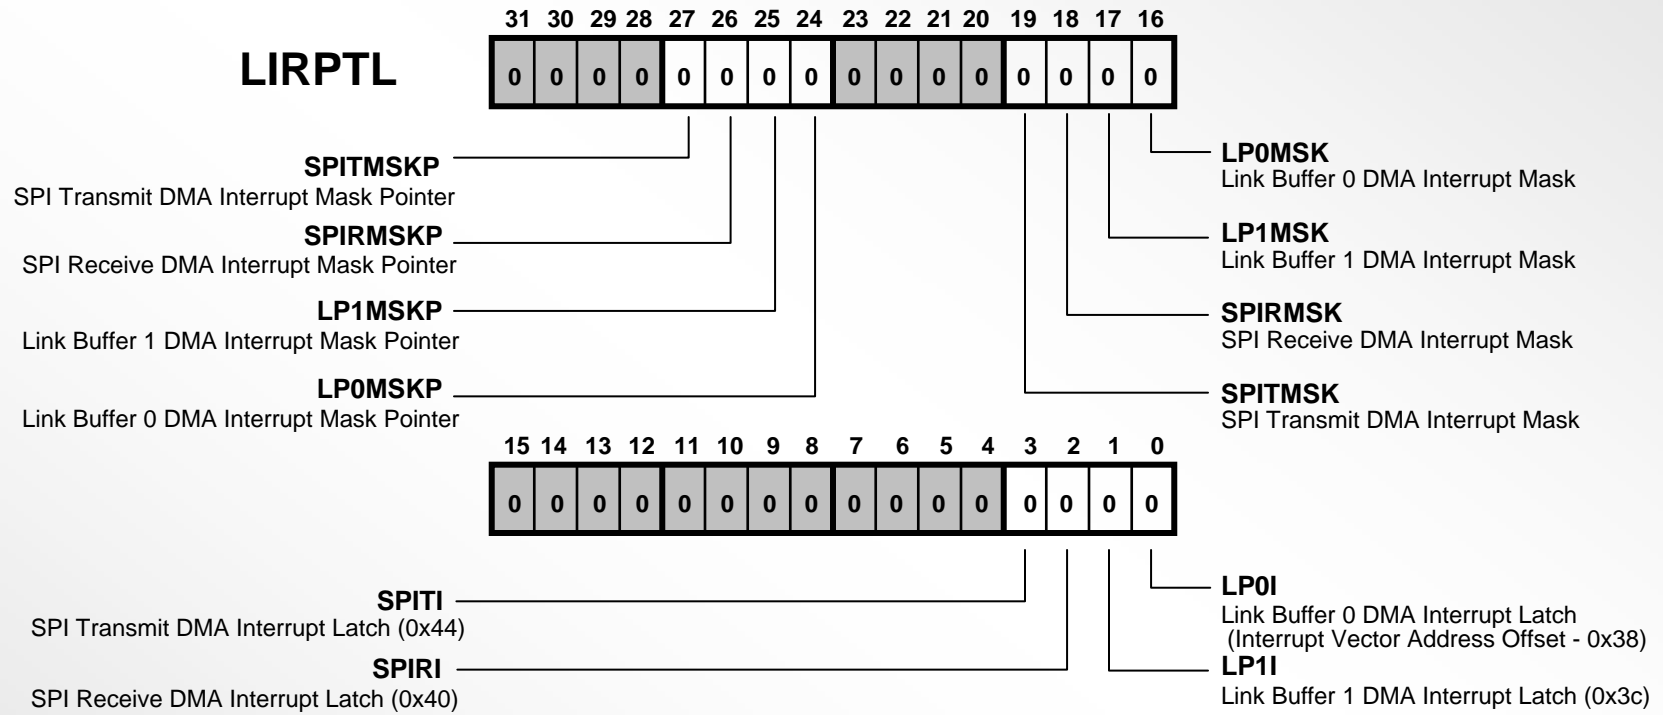 31 30 29 28 27 26 25 24 23 22 21 20 19 18 17 16
LIRPTL
0 0 0 0 0 0 0 0 0 0 0 0 0 0 0 0
SPITMSKP
SPI Transmit DMA Interrupt Mask Pointer
SPIRMSKP
SPI Receive DMA Interrupt Mask Pointer
LP1MSKP
Link Buffer 1 DMA Interrupt Mask Pointer
LP0MSKP
Link Buffer 0 DMA Interrupt Mask Pointer
LP0MSK
Link Buffer 0 DMA Interrupt Mask
LP1MSK
Link Buffer 1 DMA Interrupt Mask
SPIRMSK
SPI Receive DMA Interrupt Mask
SPITMSK
SPI Transmit DMA Interrupt Mask
15 14 13 12 11 10 9 8 7 6 5 4 3 2 1 0
0 0 0 0 0 0 0 0 0 0 0 0 0 0 0 0
SPITI
SPI Transmit DMA Interrupt Latch (0x44)
SPIRI
SPI Receive DMA Interrupt Latch (0x40)
LP0I
Link Buffer 0 DMA Interrupt Latch
(Interrupt Vector Address Offset - 0x38)
LP1I
Link Buffer 1 DMA Interrupt Latch (0x3c)